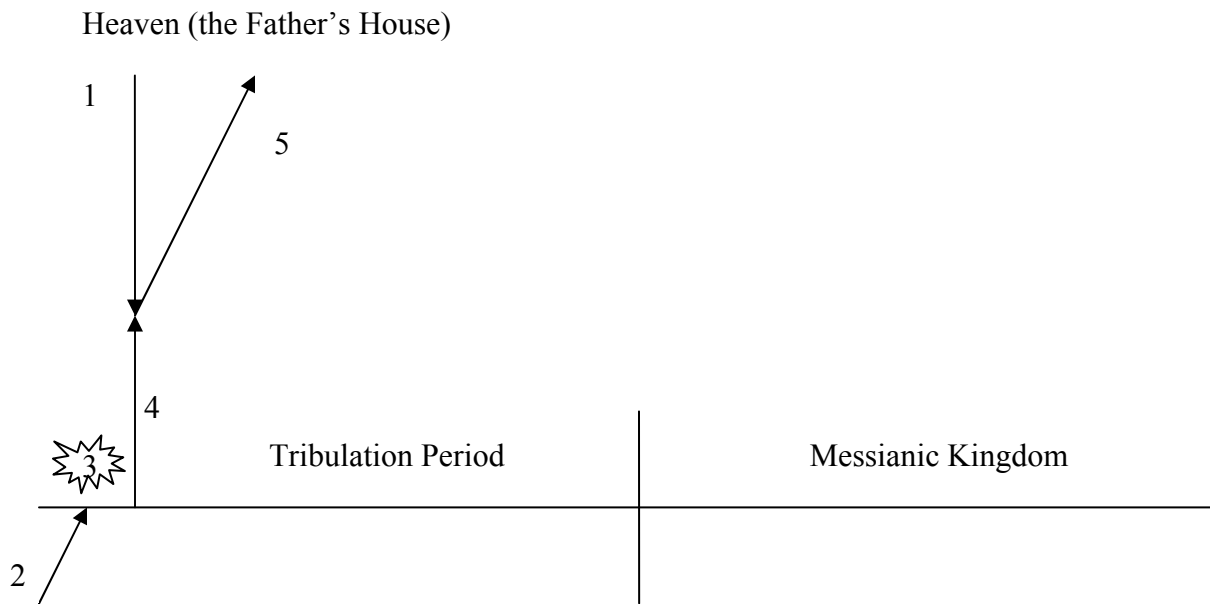 Heaven (the Father’s House)
1
5
4
3
Tribulation Period
Messianic Kingdom
2